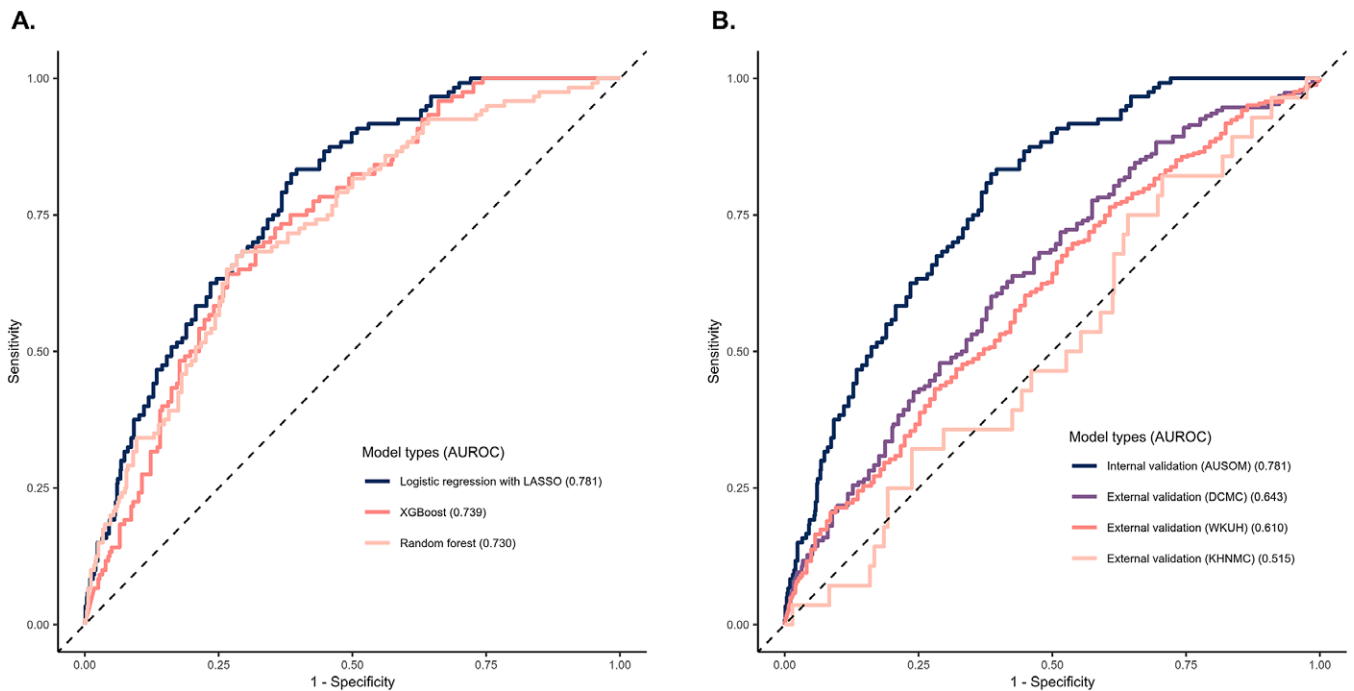 A.
1.00
0.75
0.50
0.25
0.00
Sensitivity
0.00 0.25 0.50 0.75 1.00
1 - Specificity
Model types (AUROC)
Logistic regression with LASSO (0.781)
XGBoost (0.739)
Random forest (0.730)
B.
1.00
0.75
0.50
0.25
0.00
Sensitivity
0.00 0.25 0.50 0.75 1.00
1 - Specificity
Model types (AUROC)
Internal validation (AUSOM) (0.781)
External validation (DCMC) (0.643)
External validation (WKUH) (0.610)
External validation (KHNMC) (0.515)